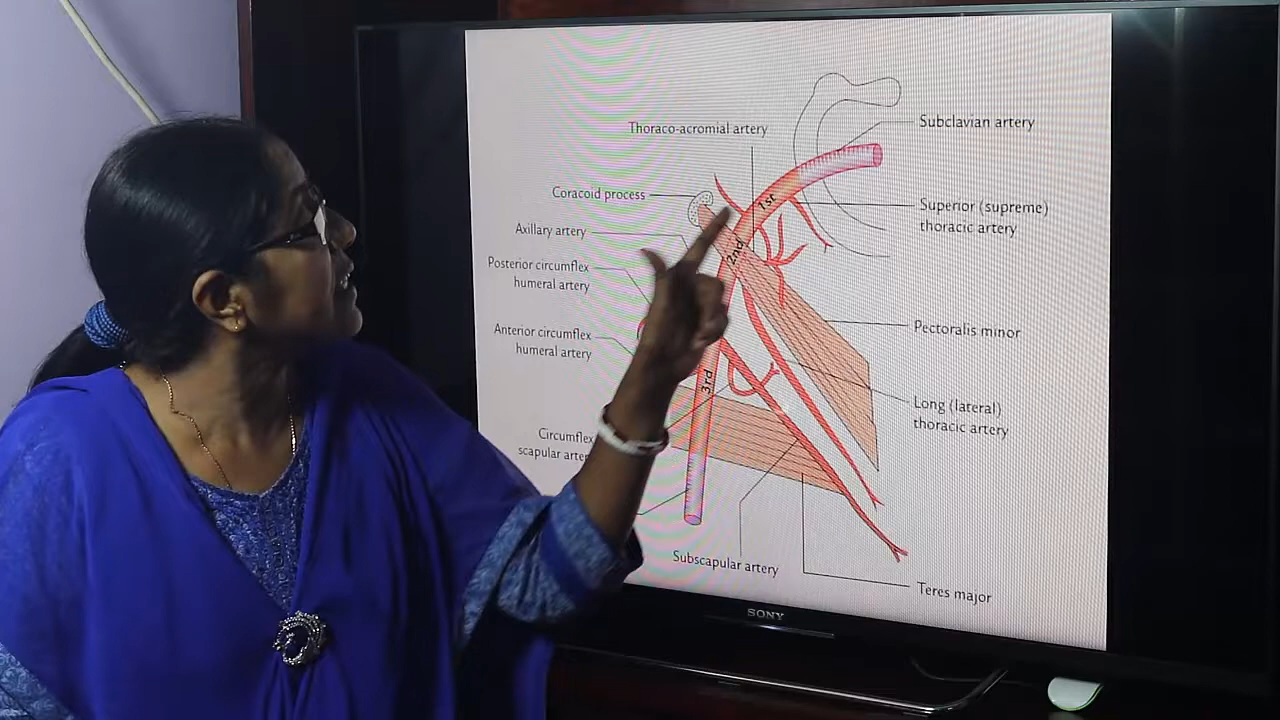 Thoraco-acromial artery
Subclavian artery
Coracoid process
Superior (supreme)
thoracic artery
Axillary artery
Posterior circumflex
humeral artery
Anterior circumflex
humeral artery
1st
2nd
3rd
Pectoralis minor
Long (lateral)
thoracic artery
Circumflex
scapular arter
Subscapular artery
Teres major
SONY